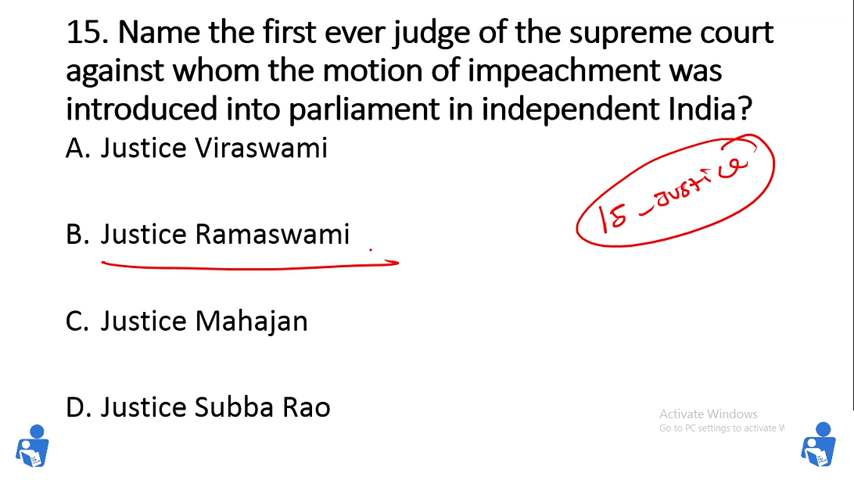 15. Name the first ever judge of the supreme court
against whom the motion of impeachment was
introduced into parliament in independent India?
A. Justice Viraswami
15 - Justice
B. Justice Ramaswami
C. Justice Mahajan
D. Justice Subba Rao
Activate Windows
Go to PC settings to activate W